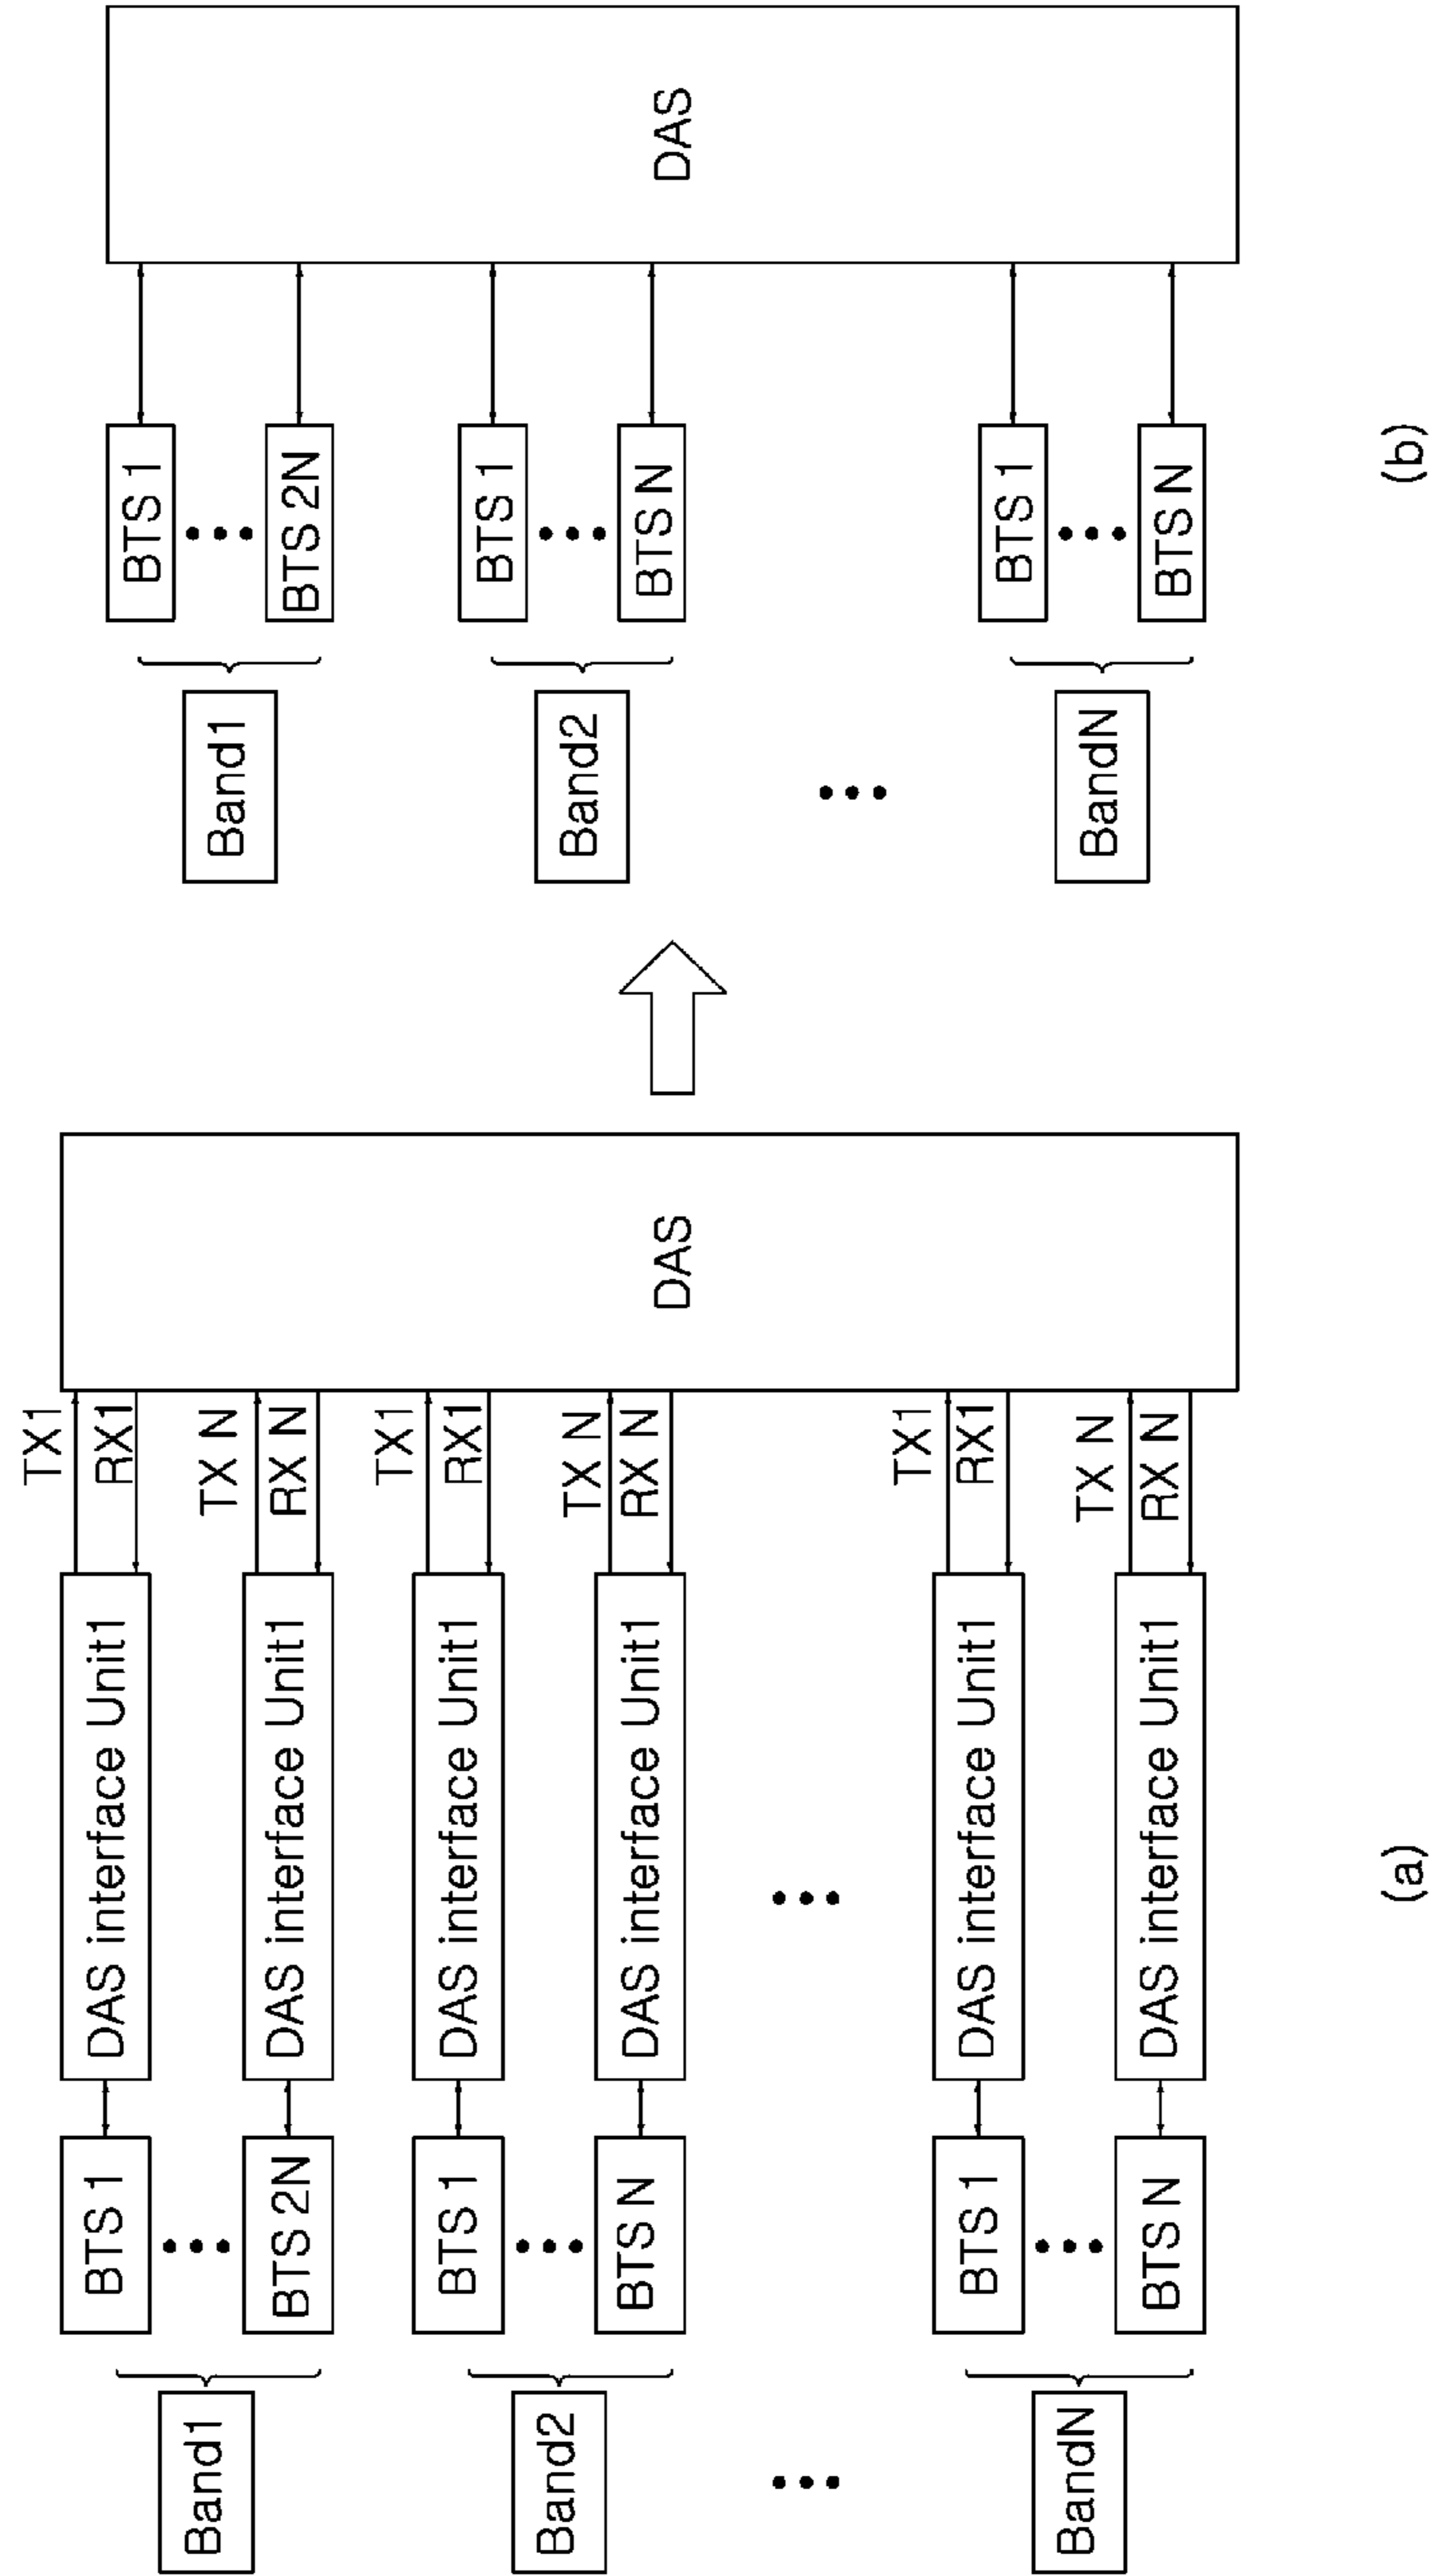 Band1
BTS 1
DAS interface Unit1
TX1
RX1
BTS 2N
DAS interface Unit1
TX N
RX N
Band2
BTS 1
DAS interface Unit1
TX1
RX1
BTS N
DAS interface Unit1
TX N
RX N
BandN
BTS 1
DAS interface Unit1
TX1
RX1
BTS N
DAS interface Unit1
TX N
RX N
DAS
(a)
Band1
BTS 1
BTS 2N
Band2
BTS 1
BTS N
BandN
BTS 1
BTS N
DAS
(b)